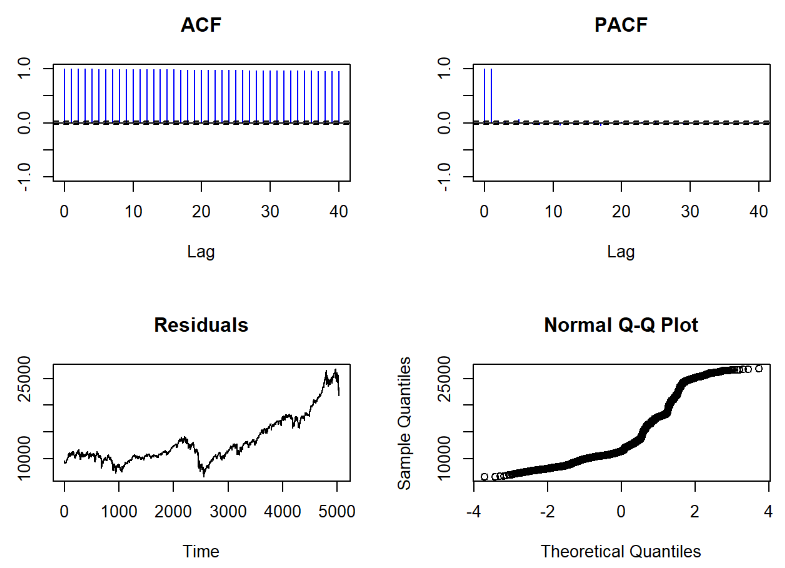 ACF
1.0
0.0
-1.0
0 10 20 30 40
Lag
PACF
1.0
0.0
-1.0
0 10 20 30 40
Lag
Residuals
25000
10000
0 1000 2000 3000 4000 5000
Time
Normal Q-Q Plot
Sample Quantiles
25000
10000
-4 -2 0 2 4
Theoretical Quantiles